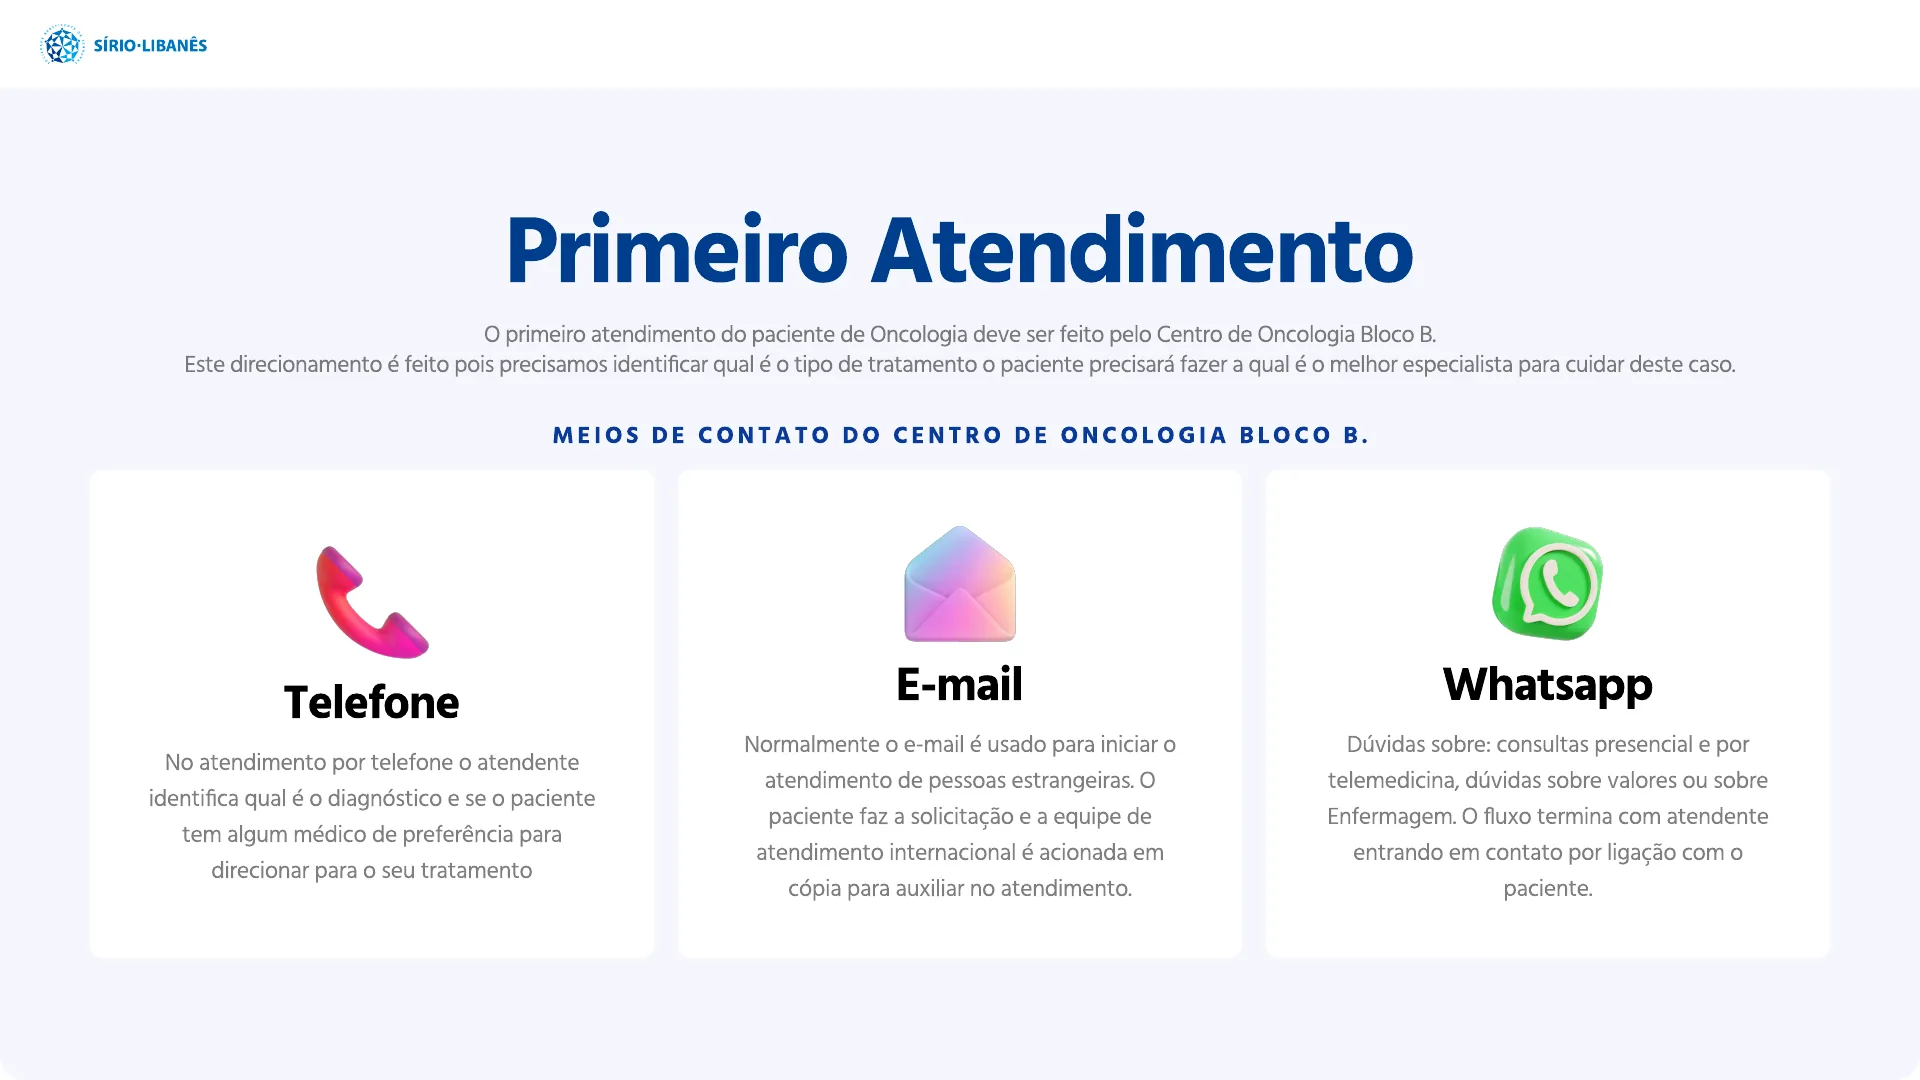 SÍRIO·LIBANÊS
Primeiro Atendimento
O primeiro atendimento do paciente de Oncologia deve ser feito pelo Centro de Oncologia Bloco B.
Este direcionamento é feito pois precisamos identificar qual é o tipo de tratamento o paciente precisará fazer a qual é o melhor especialista para cuidar deste caso.
MEIOS DE CONTATO DO CENTRO DE ONCOLOGIA BLOCO B.
Telefone
No atendimento por telefone o atendente
identifica qual é o diagnóstico e se o paciente
tem algum médico de preferência para
direcionar para o seu tratamento
E-mail
Normalmente o e-mail é usado para iniciar o
atendimento de pessoas estrangeiras. O
paciente faz a solicitação e a equipe de
atendimento internacional é acionada em
cópia para auxiliar no atendimento.
Whatsapp
Dúvidas sobre: consultas presencial e por
telemedicina, dúvidas sobre valores ou sobre
Enfermagem. O fluxo termina com atendente
entrando em contato por ligação com o
paciente.